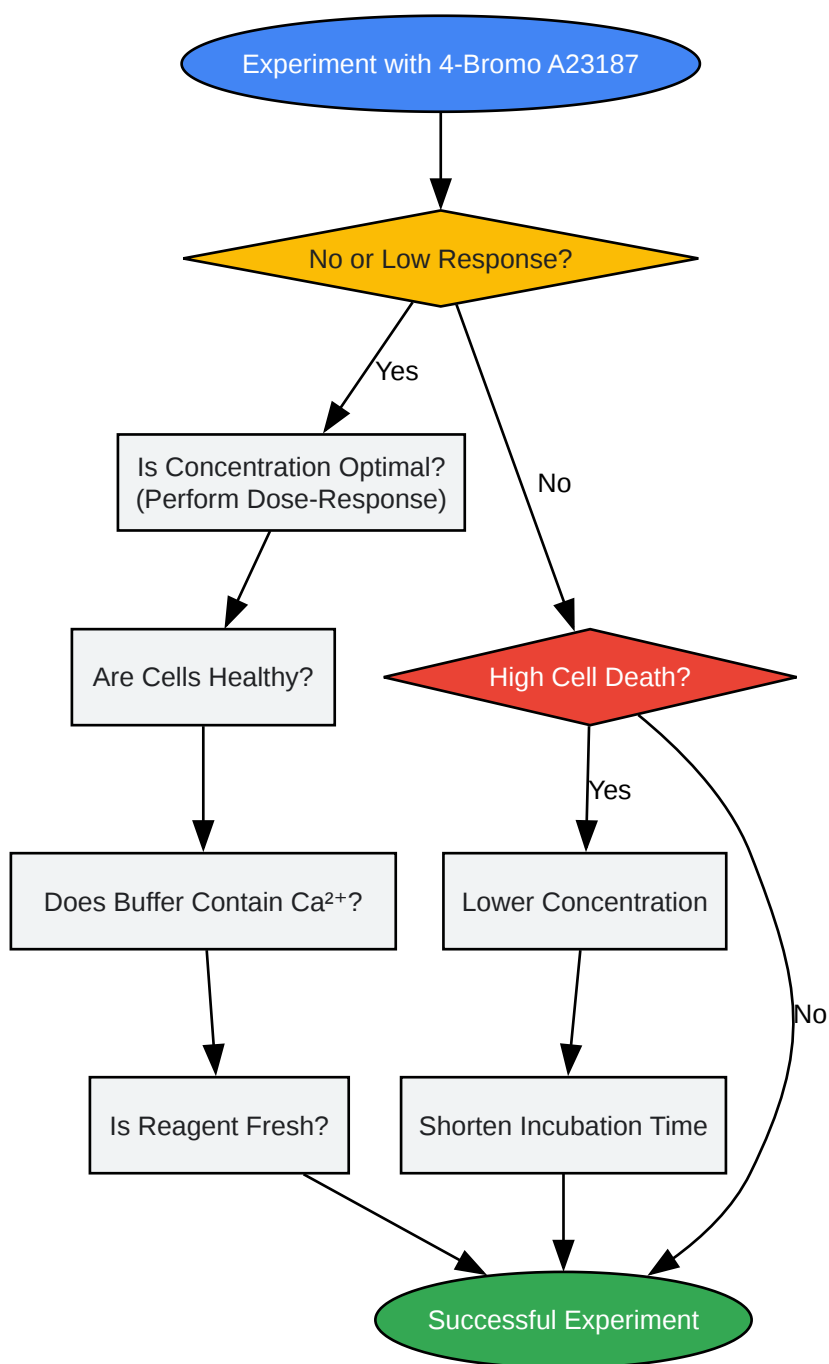 Experiment with 4-Bromo A23187
No or Low Response?
Yes
Is Concentration Optimal?
(Perform Dose-Response)
No
Are Cells Healthy?
High Cell Death?
Yes
Does Buffer Contain Ca²⁺?
Lower Concentration
No
Is Reagent Fresh?
Shorten Incubation Time
Successful Experiment